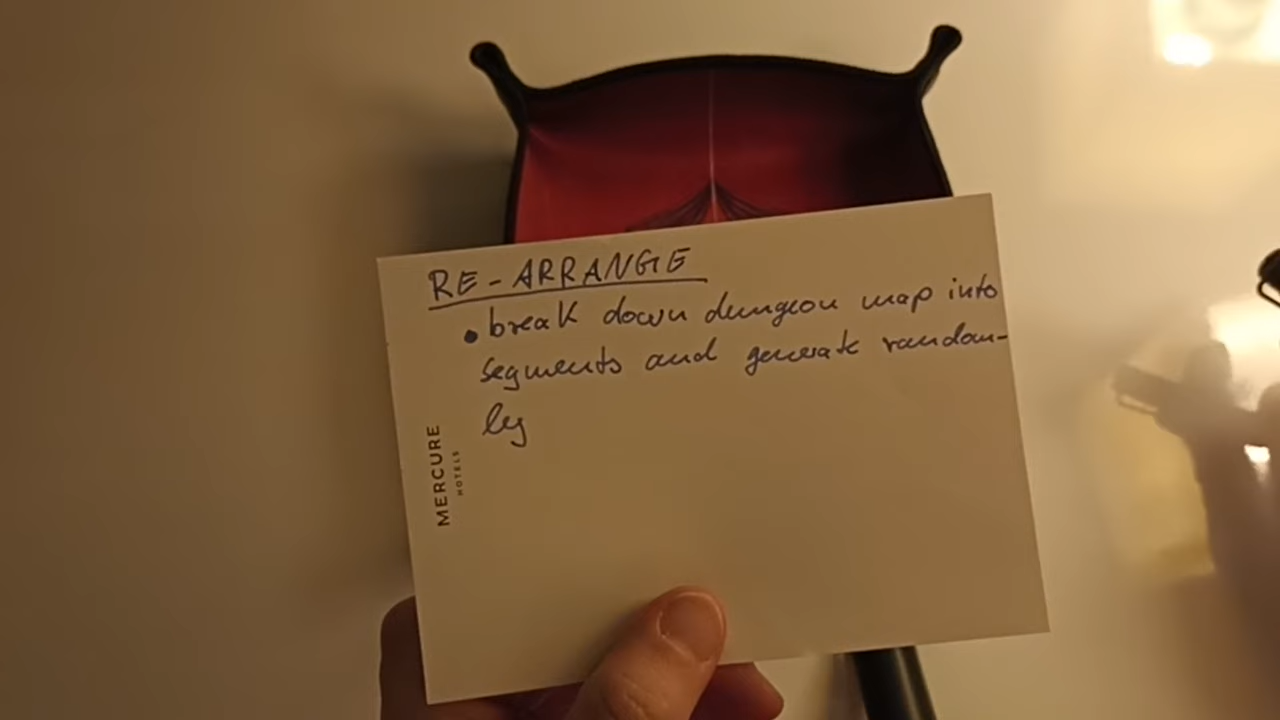 RE-ARRANGE
• break down dungeon map into
segments and generate random-
ly
MERCURE
HOTELS